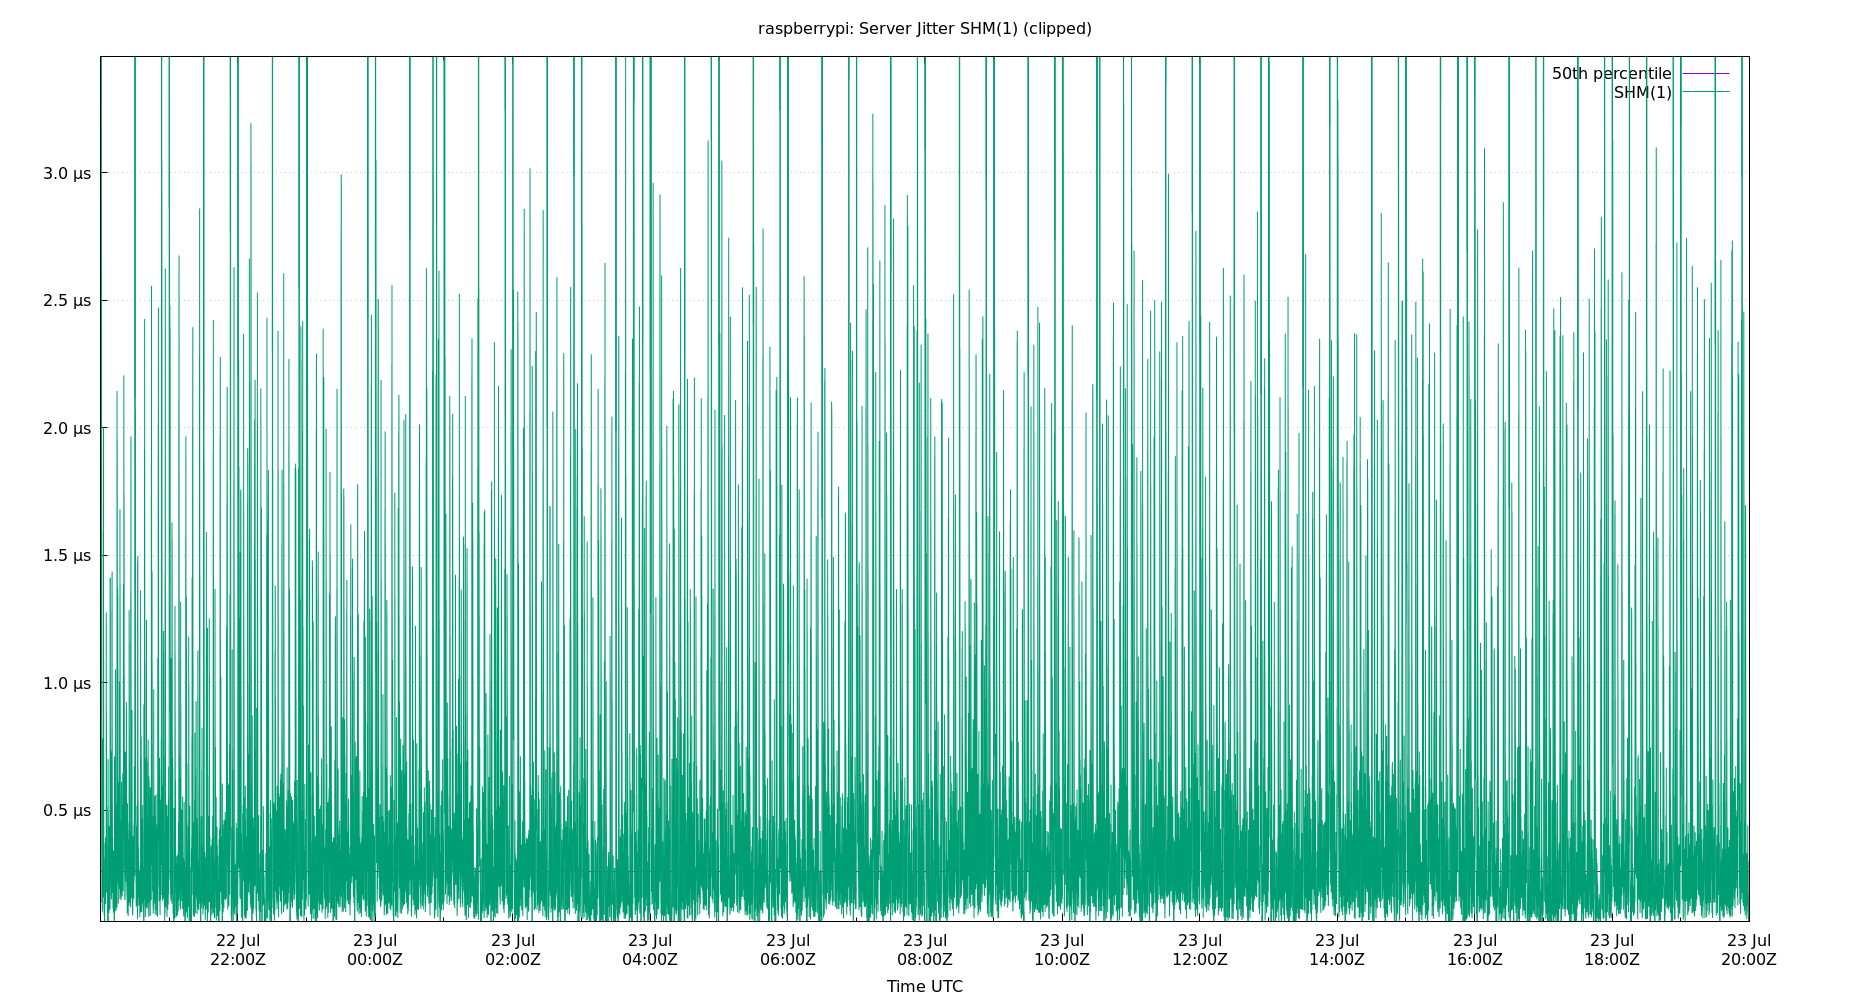 raspberrypi: Server Jitter SHM(1) (clipped)
50th percentile
SHM(1)
3.0 µs
2.5 µs
2.0 µs
1.5 µs
1.0 µs
0.5 µs
22 Jul 23 Jul 23 Jul 23 Jul 23 Jul 23 Jul 23 Jul 23 Jul 23 Jul 23 Jul 23 Jul 23 Jul
22:00Z 00:00Z 02:00Z 04:00Z 06:00Z 08:00Z 10:00Z 12:00Z 14:00Z 16:00Z 18:00Z 20:00Z
Time UTC